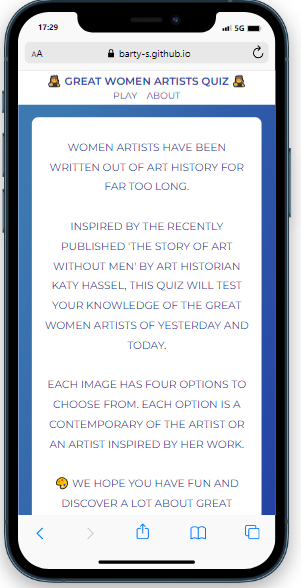 17:29 5G
AA barty-s.github.io
GREAT WOMEN ARTISTS QUIZ
PLAY ABOUT
WOMEN ARTISTS HAVE BEEN
WRITTEN OUT OF ART HISTORY FOR
FAR TOO LONG.
INSPIRED BY THE RECENTLY
PUBLISHED 'THE STORY OF ART
WITHOUT MEN' BY ART HISTORIAN
KATY HASSEL, THIS QUIZ WILL TEST
YOUR KNOWLEDGE OF THE GREAT
WOMEN ARTISTS OF YESTERDAY AND
TODAY.
EACH IMAGE HAS FOUR OPTIONS TO
CHOOSE FROM. EACH OPTION IS A
CONTEMPORARY OF THE ARTIST OR
AN ARTIST INSPIRED BY HER WORK.
🎨 WE HOPE YOU HAVE FUN AND
DISCOVER A LOT ABOUT GREAT